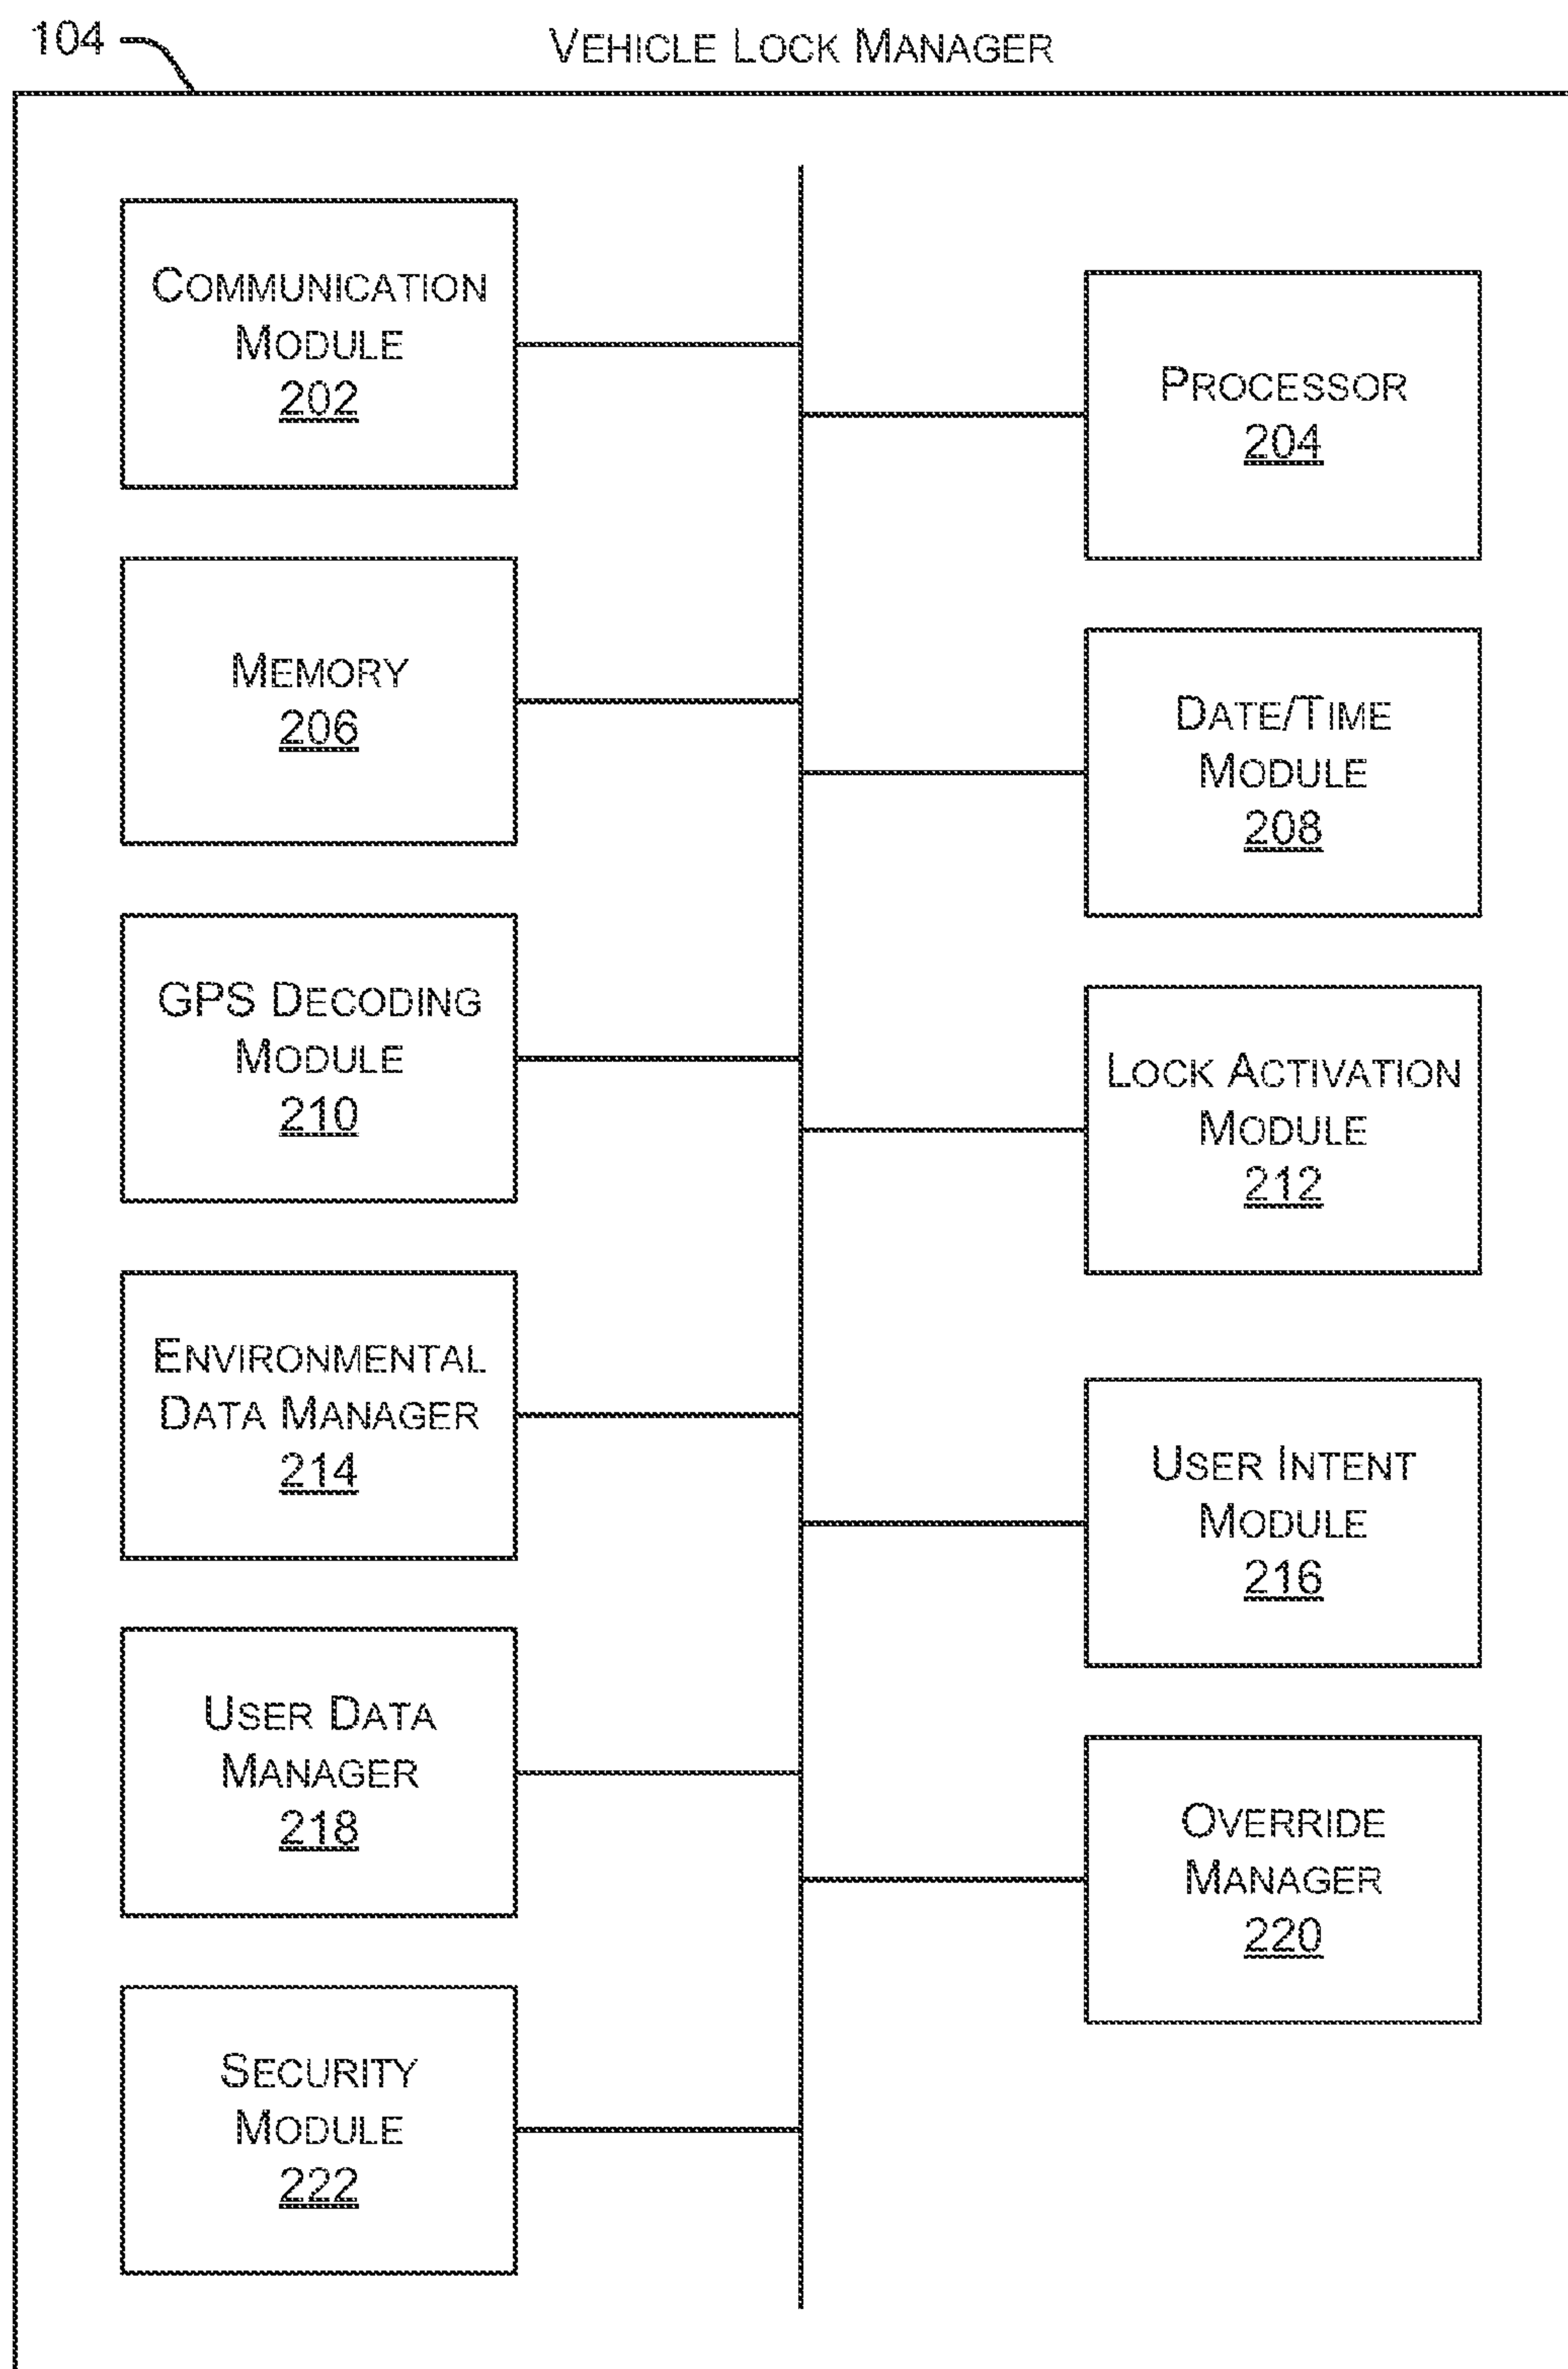 104
VEHICLE LOCK MANAGER
COMMUNICATION
MODULE
202
PROCESSOR
204
MEMORY
206
DATE/TIME
MODULE
208
GPS DECODING
MODULE
210
LOCK ACTIVATION
MODULE
212
ENVIRONMENTAL
DATA MANAGER
214
USER INTENT
MODULE
216
USER DATA
MANAGER
218
OVERRIDE
MANAGER
220
SECURITY
MODULE
222